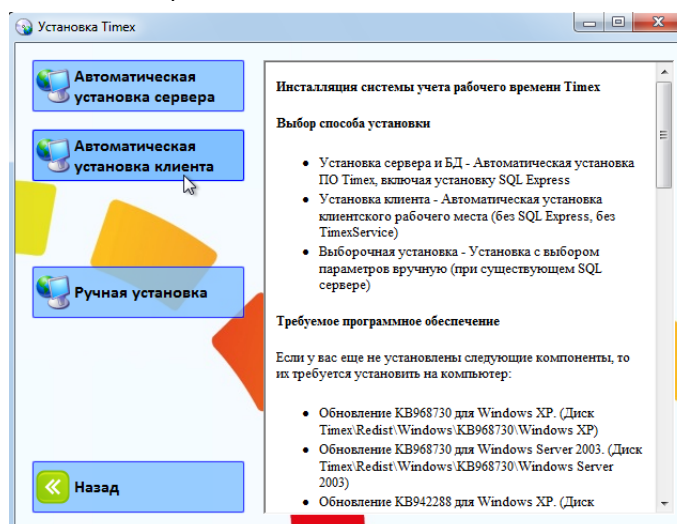 Установка Timex
Автоматическая
установка сервера
Автоматическая
установка клиента
Ручная установка
Назад
Инсталляция системы учета рабочего времени Timex
Выбор способа установки
• Установка сервера и БД - Автоматическая установка
ПО Timex, включая установку SQL Express
• Установка клиента - Автоматическая установка
клиентского рабочего места (без SQL Express, без
TimexService)
• Выборочная установка - Установка с выбором
параметров вручную (при существующем SQL
сервере)
Требуемое программное обеспечение
Если у вас еще не установлены следующие компоненты, то
их требуется установить на компьютер:
• Обновление KB968730 для Windows XP. (Диск
Timex\Redist\Windows\KB968730\Windows XP)
• Обновление KB968730 для Windows Server 2003. (Диск
Timex\Redist\Windows\KB968730\Windows Server
2003)
• Обновление KB942288 для Windows XP. (Диск